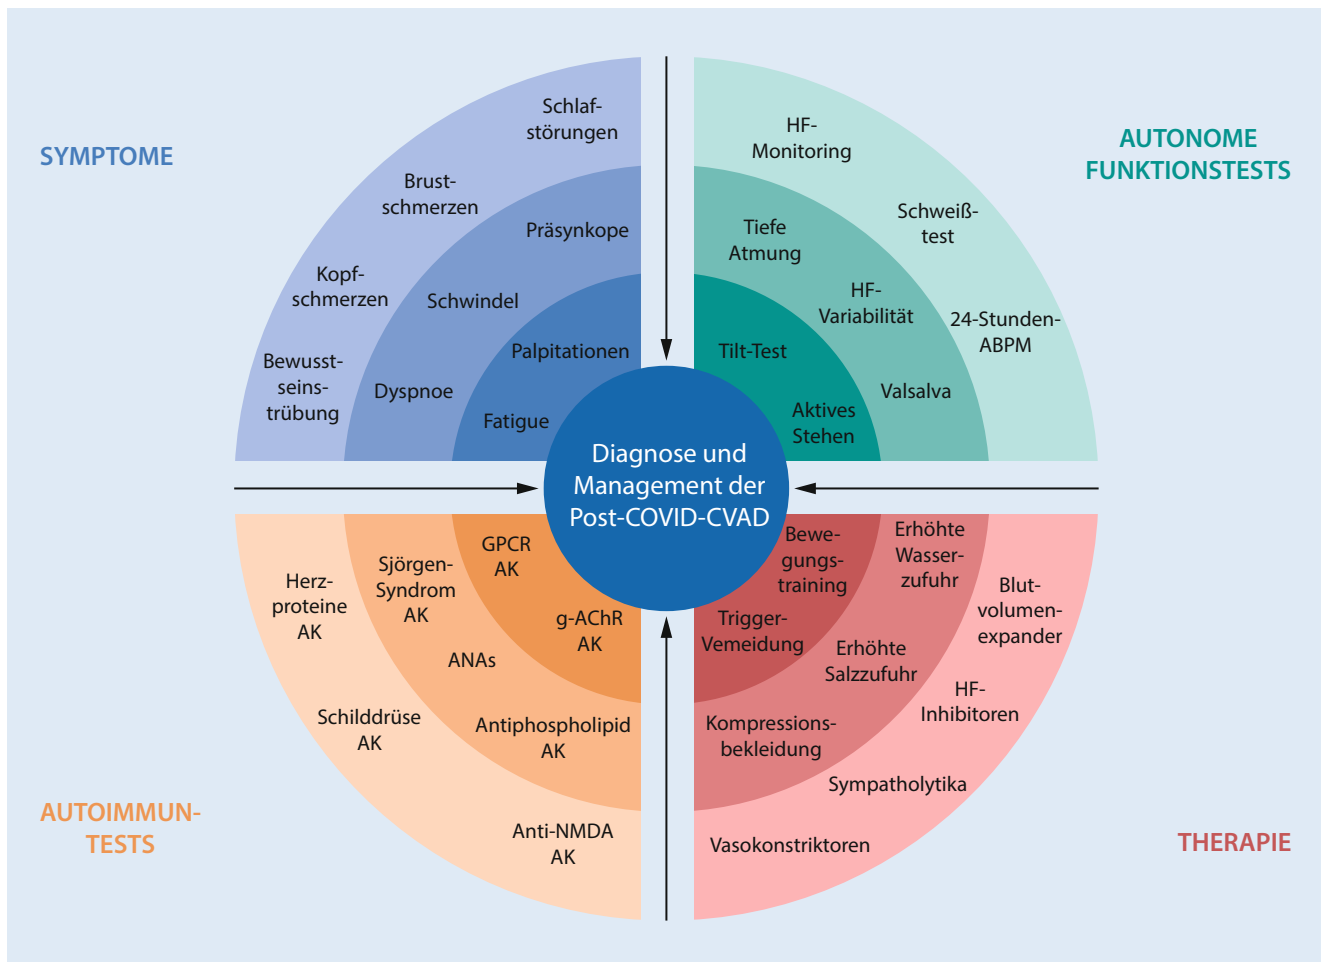 SYMPTOME
Schlaf-
störungen
Brust-
schmerzen
Kopf-
schmerzen
Bewusst-
seins-
trübung
Präsynkope
Schwindel
Dyspnoe
Palpitationen
Fatigue
AUTONOME
FUNKTIONSTESTS
HF-
Monitoring
Schweiß-
test
24-Stunden-
ABPM
Tiefe
Atmung
HF-
Variabilität
Valsalva
Tilt-Test
Aktives
Stehen
Diagnose und
Management der
Post-COVID-CVAD
GPCR
AK
g-AChR
AK
Sjörgen-
Syndrom
AK
ANAs
Antiphospholipid
AK
Herz-
proteine
AK
Schilddrüse
AK
Anti-NMDA
AK
AUTOIMMUN-
TESTS
Bewe-
gungs-
training
Trigger-
Vemeidung
Erhöhte
Wasser-
zufuhr
Erhöhte
Salzzufuhr
Kompressions-
bekleidung
Blut-
volumen-
expander
HF-
Inhibitoren
Sympatholytika
Vasokonstriktoren
THERAPIE